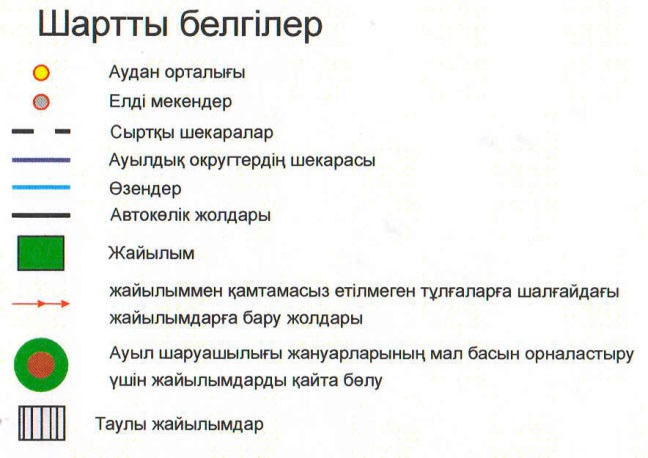 Шартты белгілер
Аудан орталығы
Елді мекендер
Сыртқы шекаралар
Ауылдық округтердің шекарасы
Өзендер
Автокөлік жолдары
Жайылым
жайылыммен қамтамасыз етілмеген тұлғаларға шалғайдағы
жайылымдарға бару жолдары
Ауыл шаруашылығы жануарларының мал басын орналастыру
үшін жайылымдарды қайта бөлу
Таулы жайылымдар